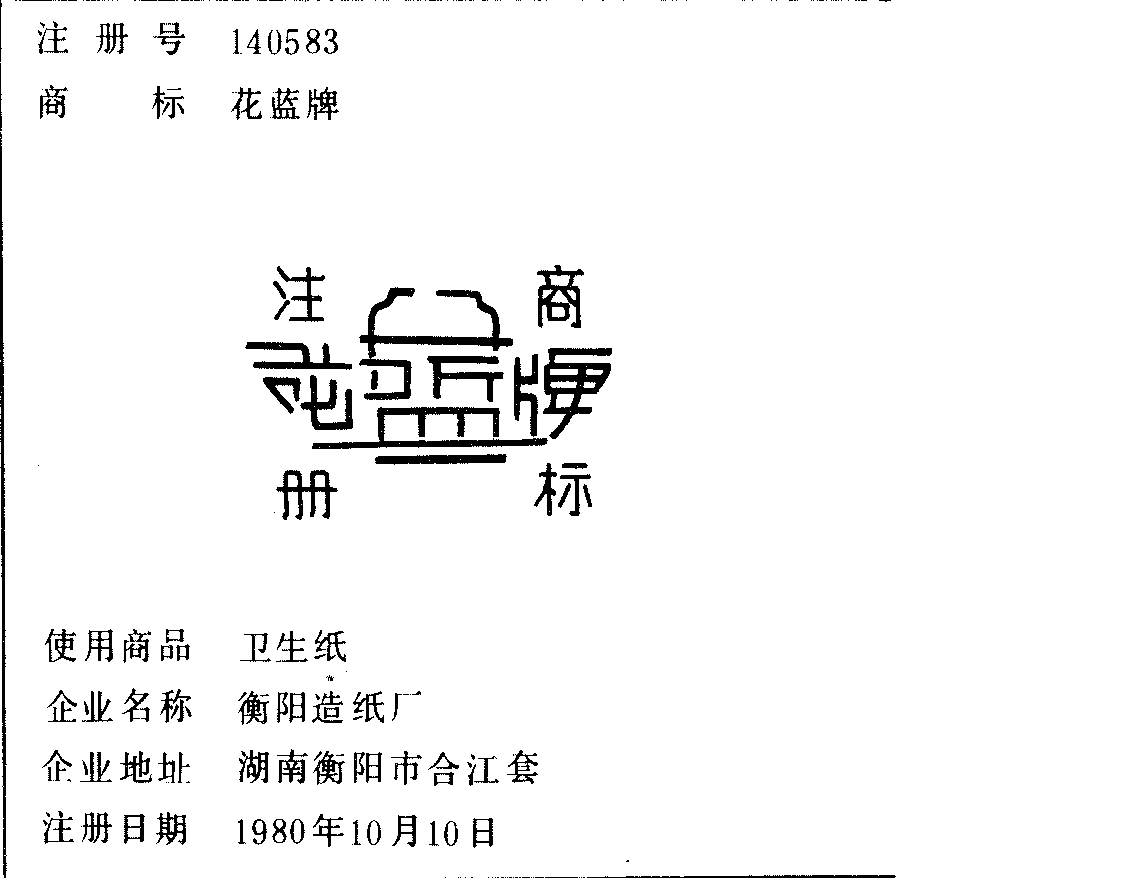 注册号 140583
商标 花蓝牌
注 商
花蓝牌
册 标
使用商品 卫生纸
企业名称 衡阳造纸厂
企业地址 湖南衡阳市合江套
注册日期 1980年10月10日